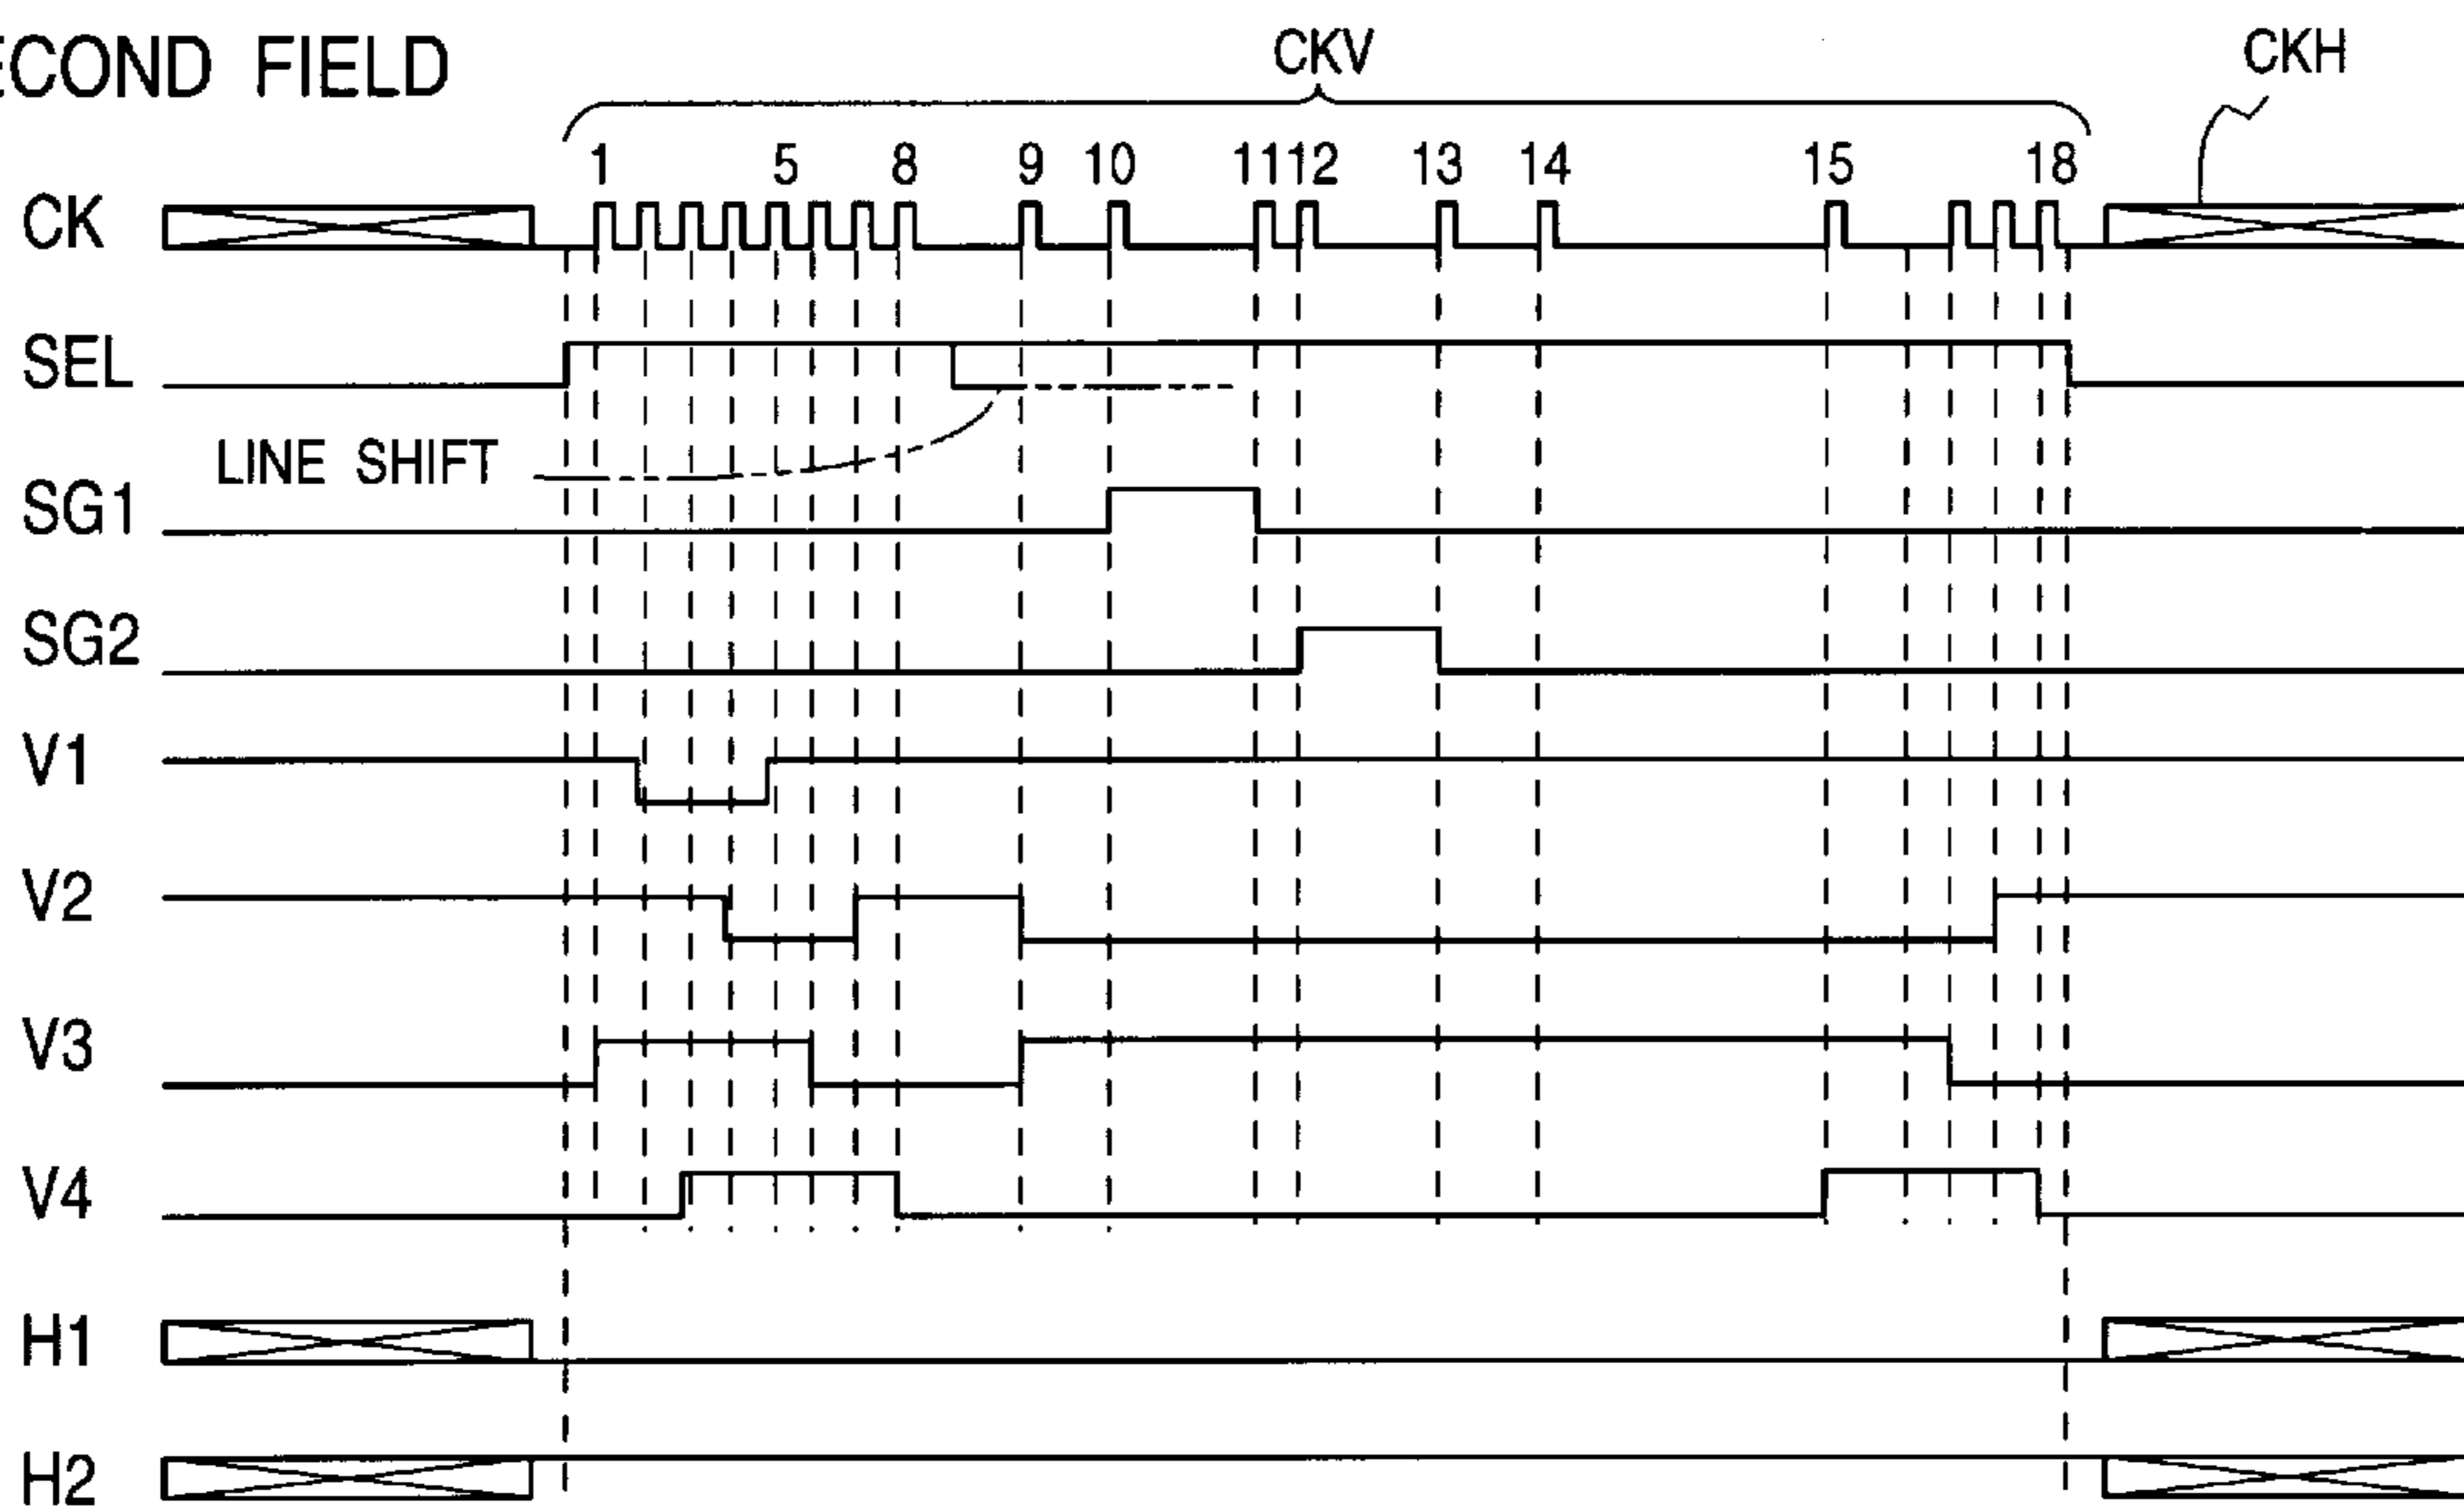 ECOND FIELD
CKV
CKH
1 5 8 9 10 11 12 13 14 15 18
CK
SEL
LINE SHIFT
SG1
SG2
V1
V2
V3
V4
H1
H2